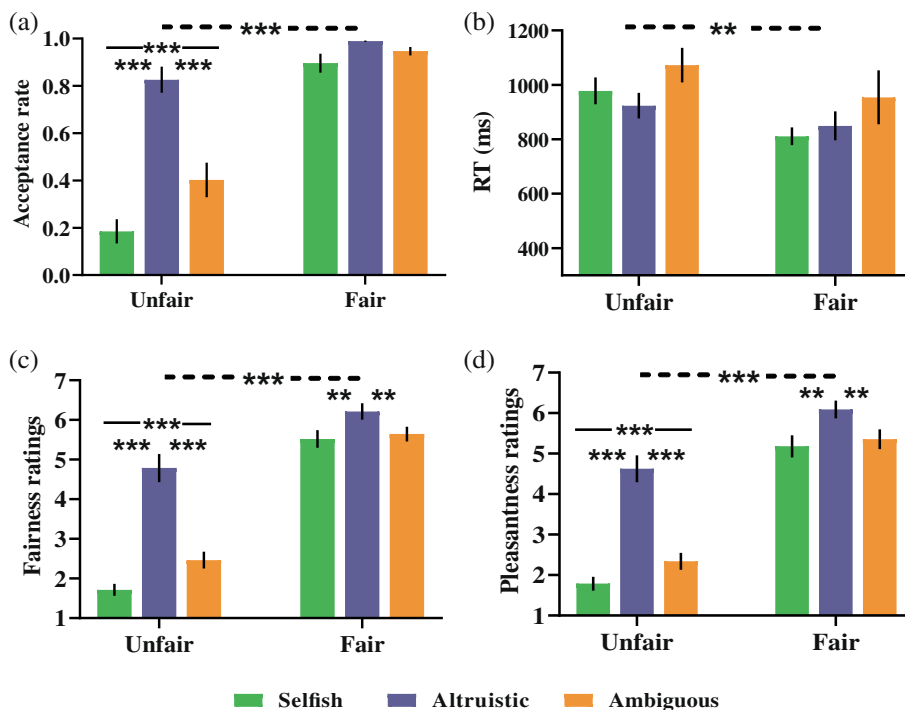 (a)
***
***
*** ***
Acceptance rate
1.0
0.8
0.6
0.4
0.2
0.0
Unfair Fair
(b)
**
RT (ms)
1200
1000
800
600
400
Unfair Fair
(c)
***
** **
***
*** ***
Fairness ratings
7
6
5
4
3
2
1
Unfair Fair
(d)
***
** **
***
*** ***
Pleasantness ratings
7
6
5
4
3
2
1
Unfair Fair
Selfish Altruistic Ambiguous